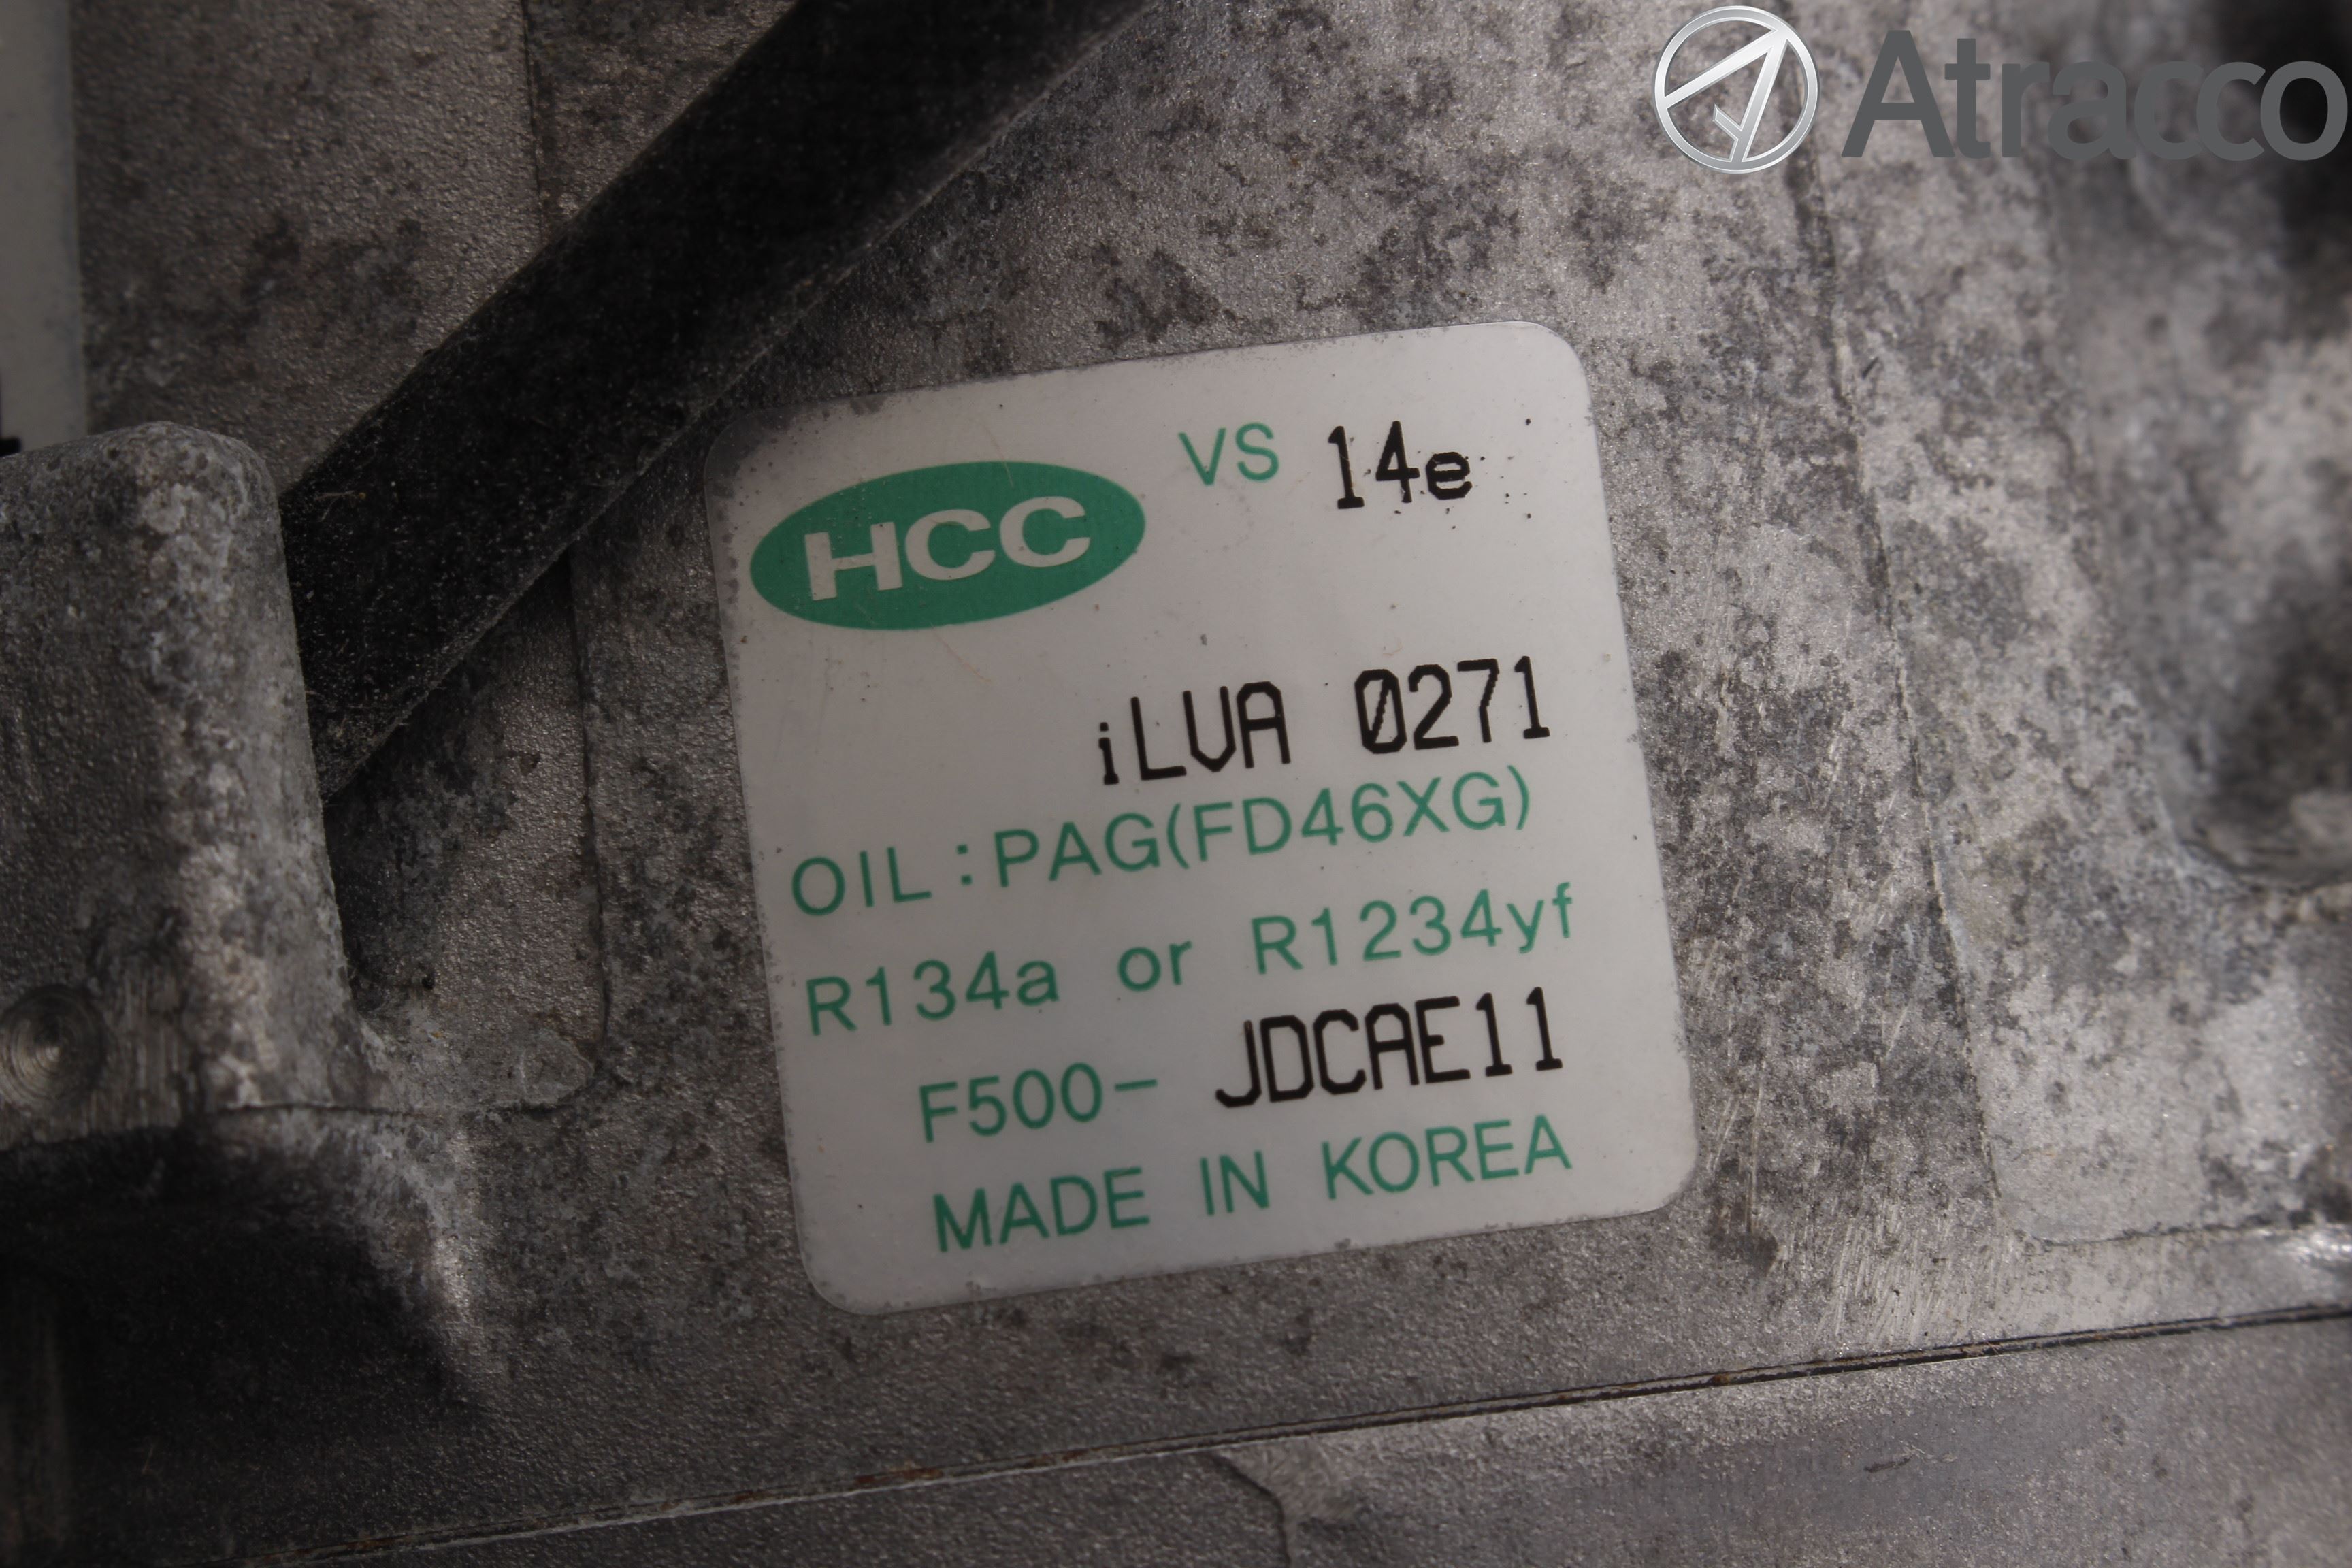 Atracco
HCC VS 14e
iLVA 0271
OIL : PAG(FD46XG)
R134a or R1234yf
F500- JDCAE11
MADE IN KOREA